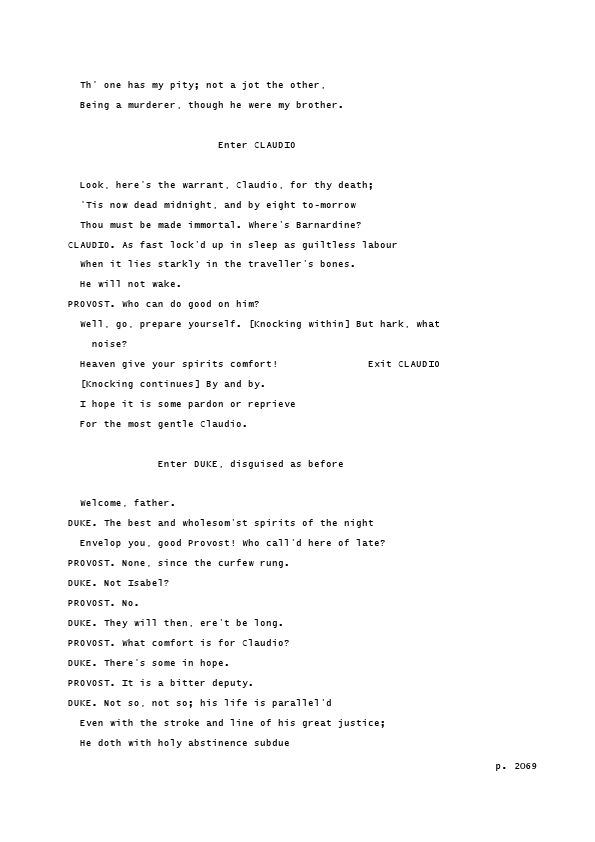 Th' one has my pity; not a jot the other,
Being a murderer, though he were my brother.
Enter CLAUDIO
Look, here's the warrant, Claudio, for thy death;
'Tis now dead midnight, and by eight to-morrow
Thou must be made immortal. Where's Barnardine?
CLAUDIO. As fast lock'd up in sleep as guiltless labour
When it lies starkly in the traveller's bones.
He will not wake.
PROVOST. Who can do good on him?
Well, go, prepare yourself. [Knocking within] But hark, what
noise?
Heaven give your spirits comfort! Exit CLAUDIO
[Knocking continues] By and by.
I hope it is some pardon or reprieve
For the most gentle Claudio.
Enter DUKE, disguised as before
Welcome, father.
DUKE. The best and wholesom'st spirits of the night
Envelop you, good Provost! Who call'd here of late?
PROVOST. None, since the curfew rung.
DUKE. Not Isabel?
PROVOST. No.
DUKE. They will then, ere't be long.
PROVOST. What comfort is for Claudio?
DUKE. There's some in hope.
PROVOST. It is a bitter deputy.
DUKE. Not so, not so; his life is parallel'd
Even with the stroke and line of his great justice;
He doth with holy abstinence subdue
p. 2069